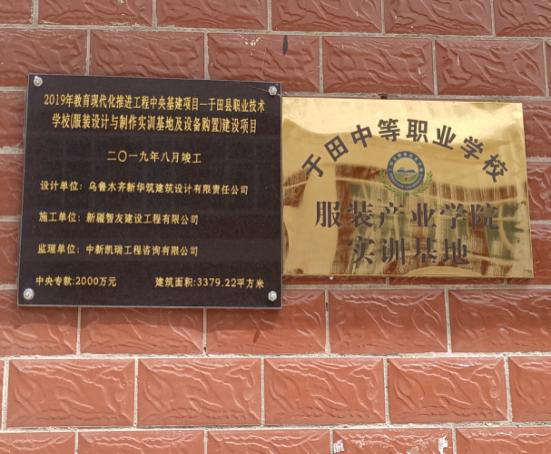 2019年教育现代化推进工程中央基建项目—于田县职业技术
学校(服装设计与制作实训基地及设备购置)建设项目
二〇一九年八月竣工
设计单位：乌鲁木齐新华筑建筑设计有限责任公司
施工单位：新疆智友建设工程有限公司
监理单位：中新凯瑞工程咨询有限公司
中央专款:2000万元 建筑面积:3379.22平方米
于田中等职业学校
服装产业学院
实训基地